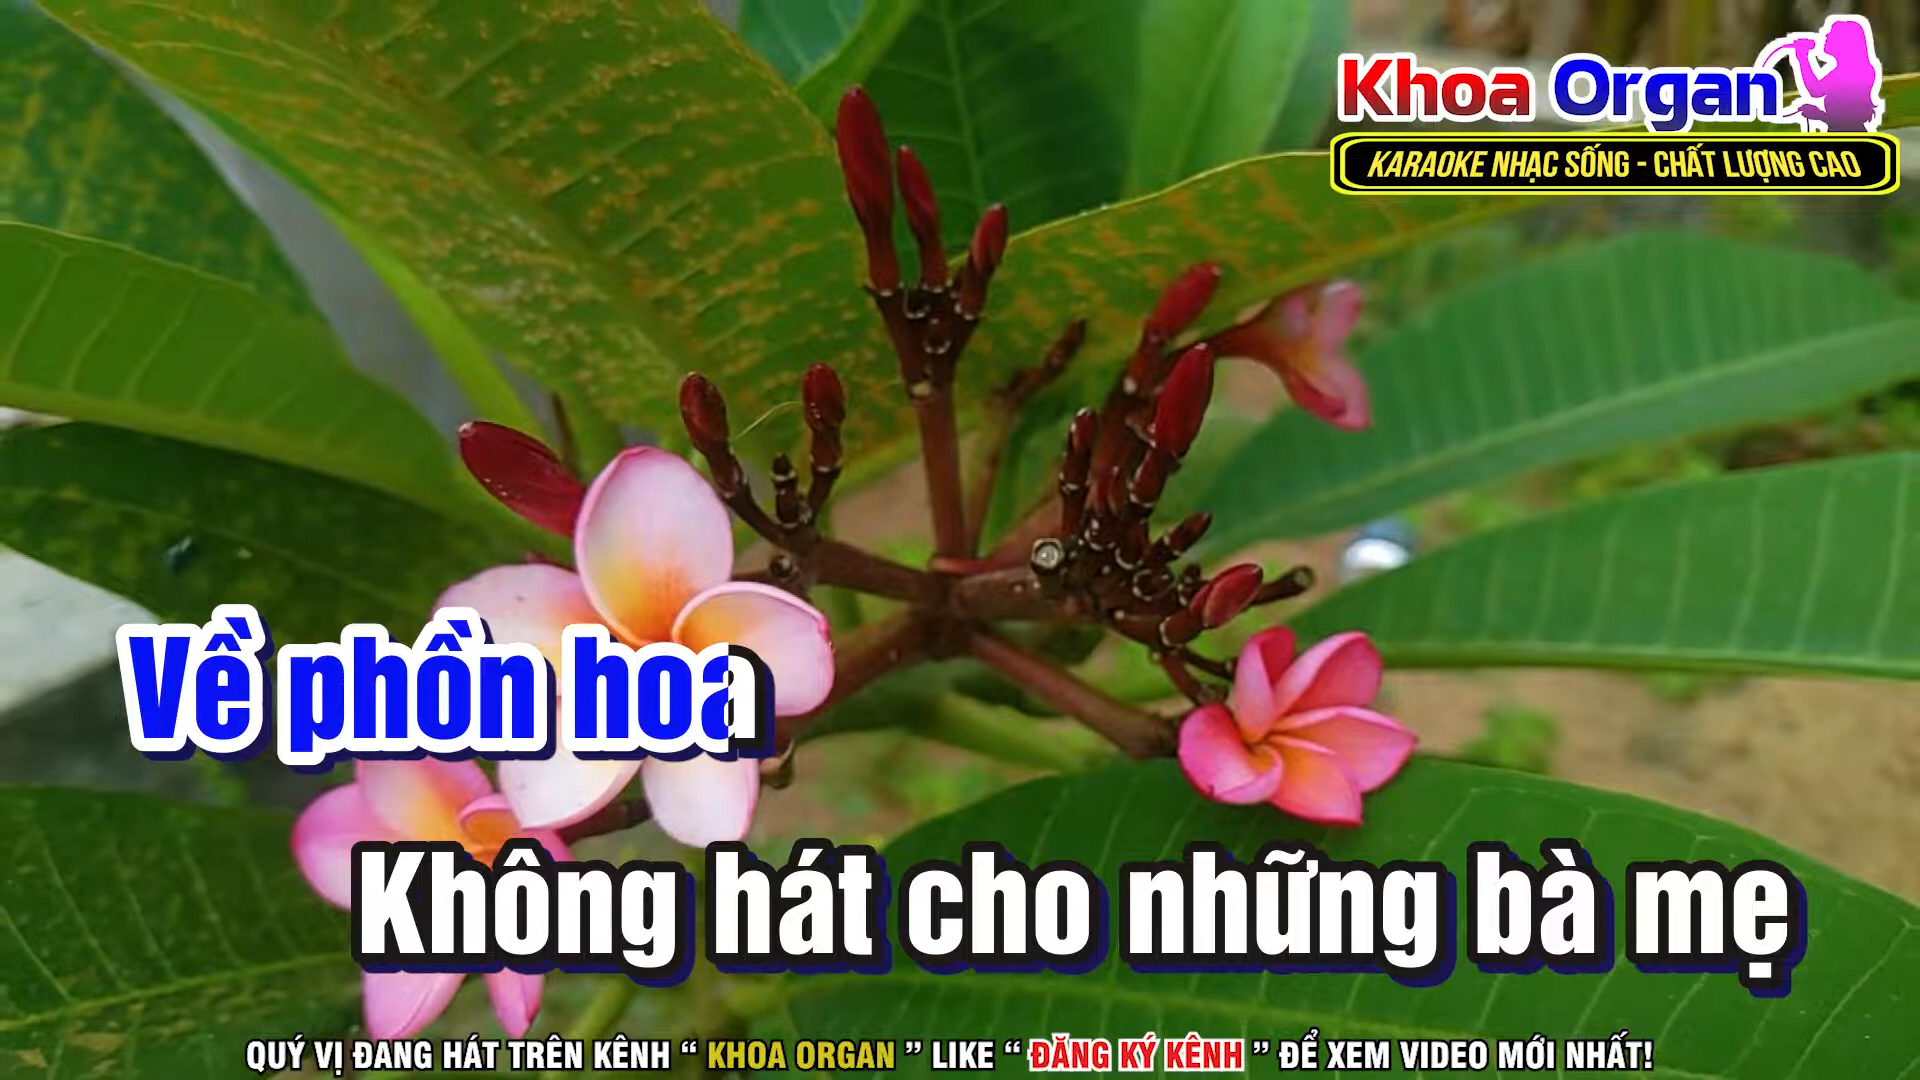 Khoa Organ
KARAOKE NHẠC SỐNG - CHẤT LƯỢNG CAO
Về phồn hoa
Không hát cho những bà mẹ
QUÝ VỊ ĐANG HÁT TRÊN KÊNH “ KHOA ORGAN ” LIKE “ ĐĂNG KÝ KÊNH ” ĐỂ XEM VIDEO MỚI NHẤT!